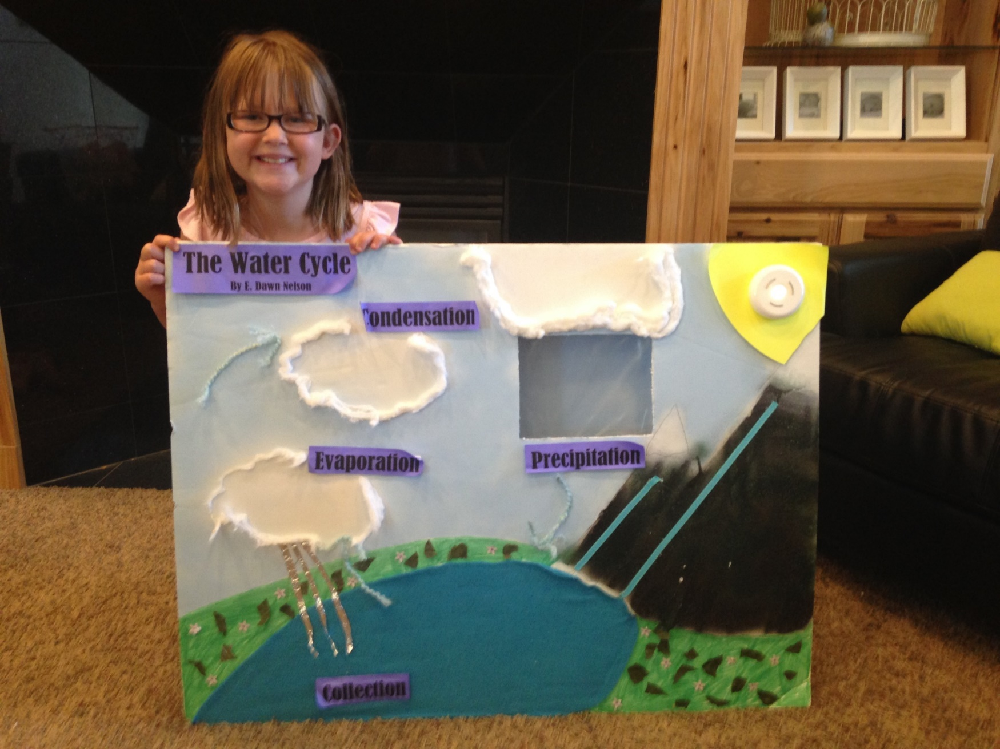 The Water Cycle
By E. Dawn Nelson
Condensation
Evaporation
Precipitation
Collection